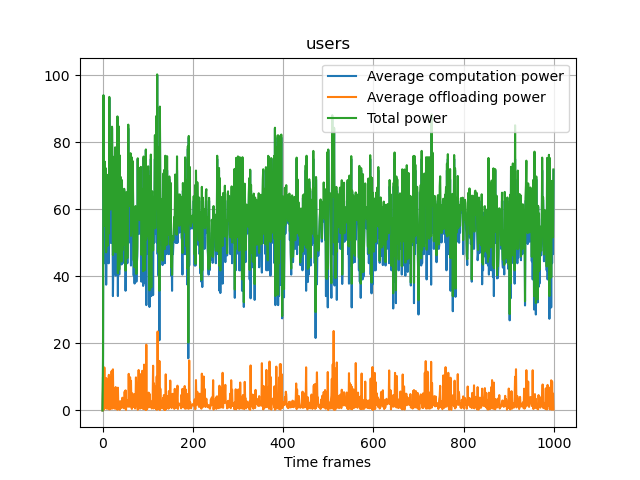 users
Average computation power
Average offloading power
Total power
100
80
60
40
20
0
0 200 400 600 800 1000
Time frames